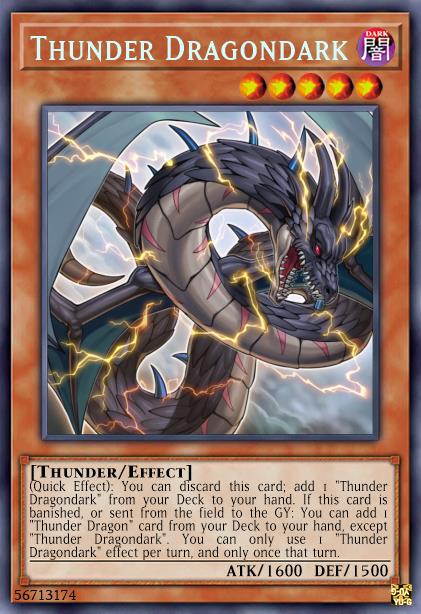 THUNDER DRAGONDARK
DARK
闇
[THUNDER/EFFECT]
(Quick Effect): You can discard this card; add 1 "Thunder
Dragondark" from your Deck to your hand. If this card is
banished, or sent from the field to the GY: You can add 1
"Thunder Dragon" card from your Deck to your hand, except
"Thunder Dragondark". You can only use 1 "Thunder
Dragondark" effect per turn, and only once that turn.
ATK/1600 DEF/1500
56713174